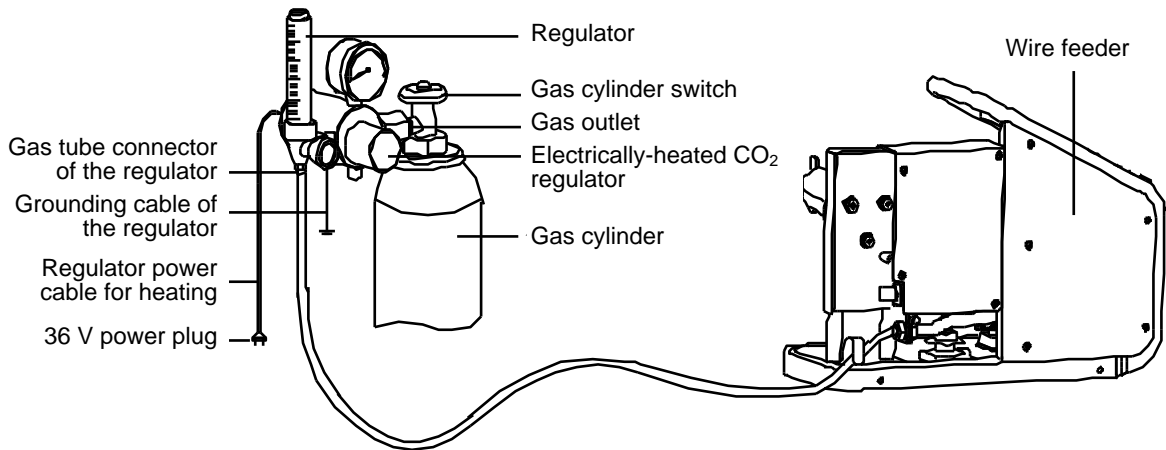 Regulator
Gas cylinder switch
Gas outlet
Electrically-heated CO₂
regulator
Gas cylinder
Gas tube connector
of the regulator
Grounding cable of
the regulator
Regulator power
cable for heating
36 V power plug
Wire feeder